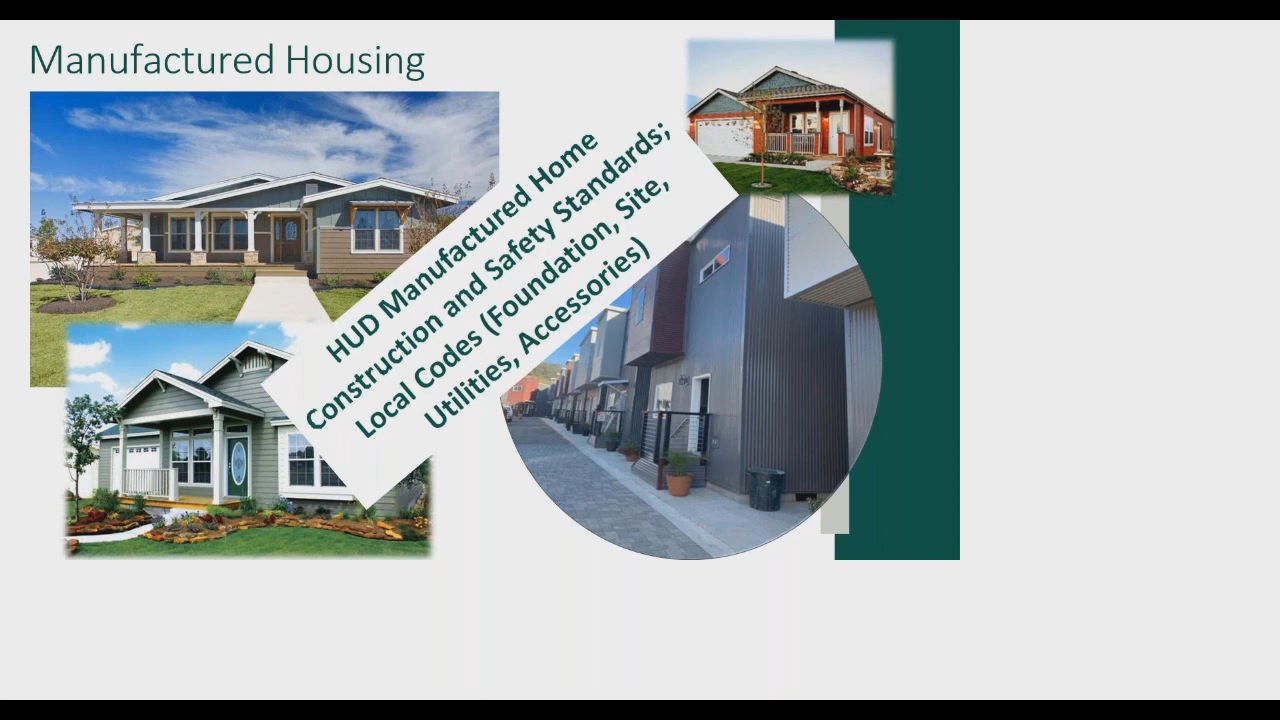 Manufactured Housing
HUD Manufactured Home
Construction and Safety Standards;
Local Codes (Foundation, Site,
Utilities, Accessories)